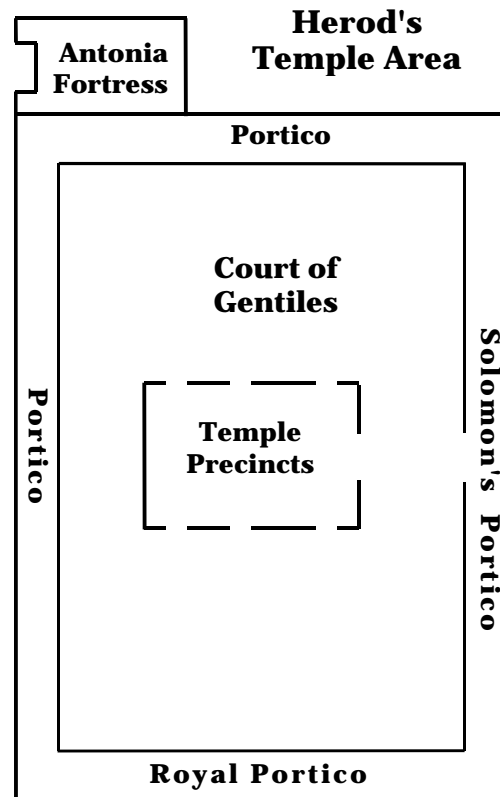 Herod's
Temple Area
Antonia
Fortress
Portico
Court of
Gentiles
Solomon's Portico
Portico
Temple
Precincts
Royal Portico